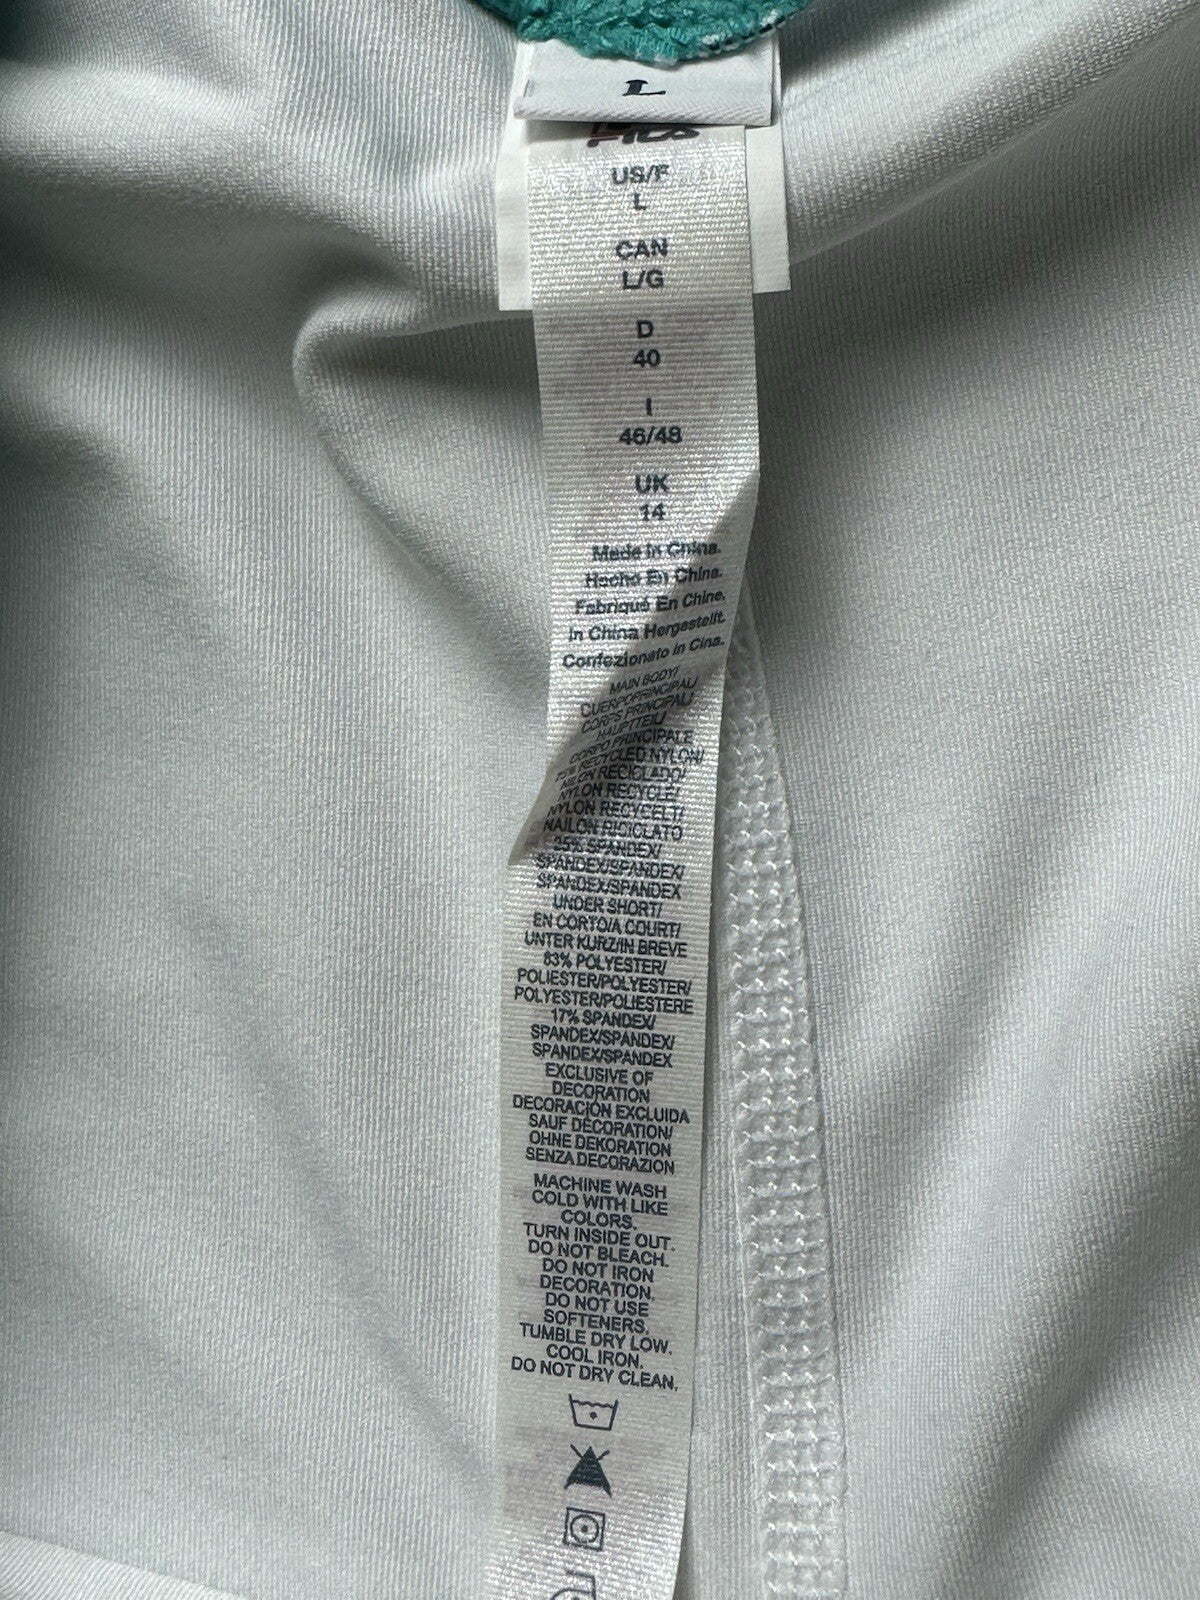 L
US/F
L
CAN
L/G
D
40
I
46/48
UK
14
Made in China.
Hecho En China.
Fabriqué En Chine.
In China Hergestellt.
Confezionato in Cina.
MAIN BODY/
CUERPOPRINCIPAL/
CORPS PRINCIPAL/
HAUPTTEIL/
CORPO PRINCIPALE
75% RECYCLED NYLON/
NILON RECICLADO/
NYLON RECYCLÉ/
NYLON RECYCELT/
NAILON RICICLATO
25% SPANDEX/
SPANDEX/SPANDEX/
SPANDEX/SPANDEX
UNDER SHORT/
EN CORTO/A COURT/
UNTER KURZ/IN BREVE
83% POLYESTER/
POLIESTER/POLYESTER/
POLYESTER/POLIESTERE
17% SPANDEX/
SPANDEX/SPANDEX/
SPANDEX/SPANDEX
EXCLUSIVE OF
DECORATION
DECORACIÓN EXCLUIDA
SAUF DÉCORATION/
OHNE DEKORATION
SENZA DECORAZION
MACHINE WASH
COLD WITH LIKE
COLORS.
TURN INSIDE OUT.
DO NOT BLEACH.
DO NOT IRON
DECORATION.
DO NOT USE
SOFTENERS.
TUMBLE DRY LOW.
COOL IRON.
DO NOT DRY CLEAN.